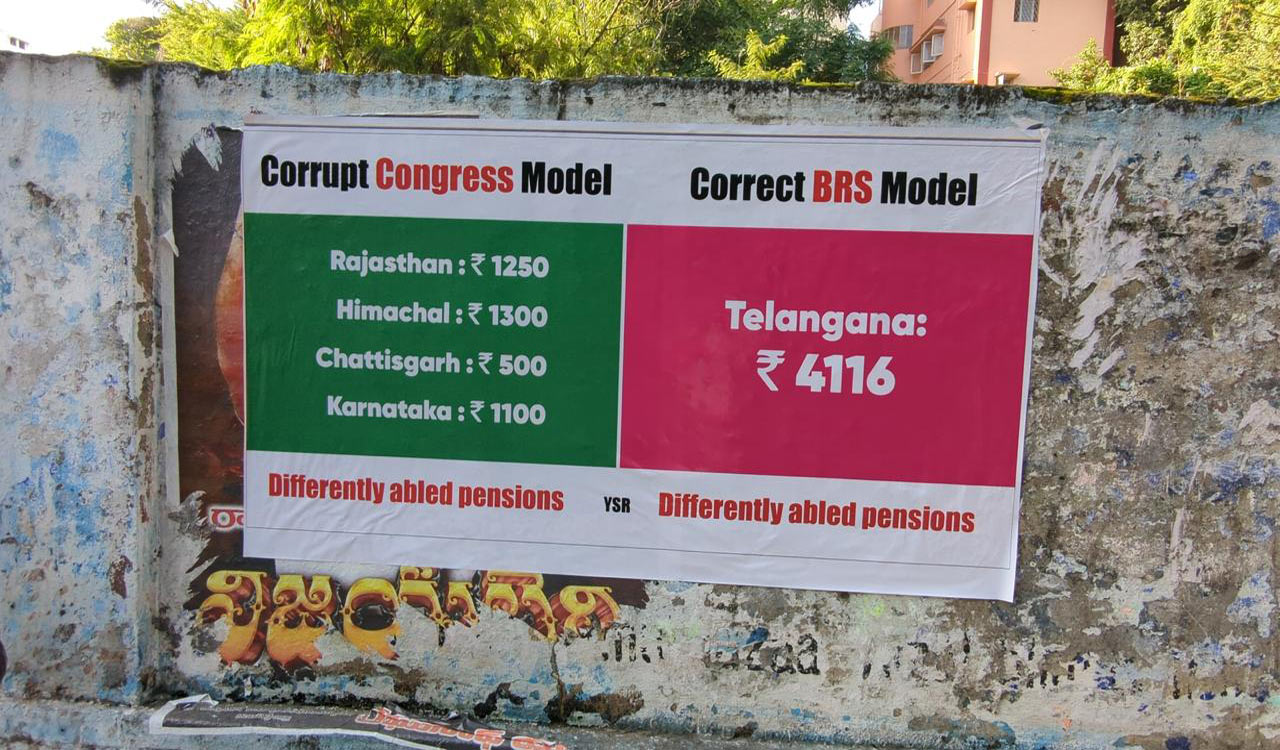 Corrupt Congress Model
Correct BRS Model
Rajasthan : ₹ 1250
Himachal : ₹ 1300
Chattisgarh : ₹ 500
Karnataka : ₹ 1100
Telangana:
₹ 4116
Differently abled pensions
YSR
Differently abled pensions